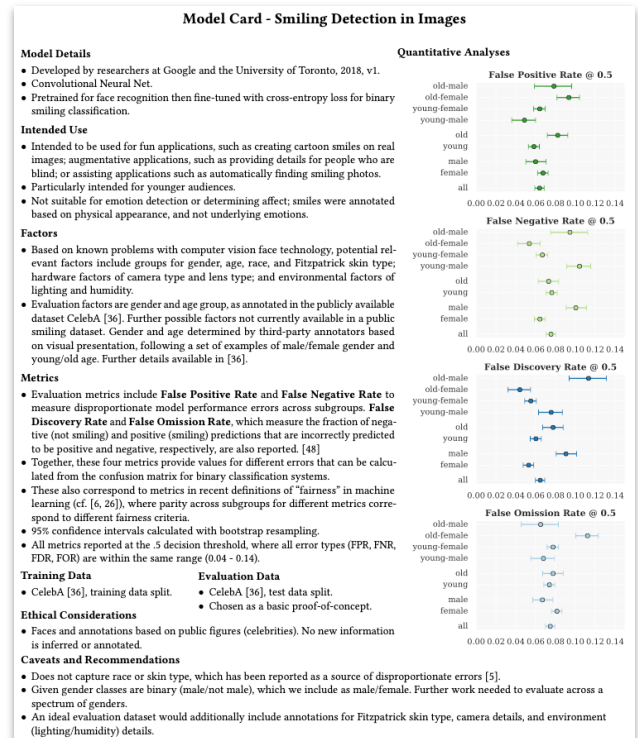 Model Card - Smiling Detection in Images
Model Details
• Developed by researchers at Google and the University of Toronto, 2018, v1.
• Convolutional Neural Net.
• Pretrained for face recognition then fine-tuned with cross-entropy loss for binary
smiling classification.
Intended Use
• Intended to be used for fun applications, such as creating cartoon smiles on real
images; augmentative applications, such as providing details for people who are
blind; or assisting applications such as automatically finding smiling photos.
• Particularly intended for younger audiences.
• Not suitable for emotion detection or determining affect; smiles were annotated
based on physical appearance, and not underlying emotions.
Factors
• Based on known problems with computer vision face technology, potential rel-
evant factors include groups for gender, age, race, and Fitzpatrick skin type;
hardware factors of camera type and lens type; and environmental factors of
lighting and humidity.
• Evaluation factors are gender and age group, as annotated in the publicly available
dataset CelebA [36]. Further possible factors not currently available in a public
smiling dataset. Gender and age determined by third-party annotators based
on visual presentation, following a set of examples of male/female gender and
young/old age. Further details available in [36].
Metrics
• Evaluation metrics include False Positive Rate and False Negative Rate to
measure disproportionate model performance errors across subgroups. False
Discovery Rate and False Omission Rate, which measure the fraction of nega-
tive (not smiling) and positive (smiling) predictions that are incorrectly predicted
to be positive and negative, respectively, are also reported. [48]
• Together, these four metrics provide values for different errors that can be calcu-
lated from the confusion matrix for binary classification systems.
• These also correspond to metrics in recent definitions of “fairness” in machine
learning (cf. [6, 26]), where parity across subgroups for different metrics corre-
spond to different fairness criteria.
• 95% confidence intervals calculated with bootstrap resampling.
• All metrics reported at the .5 decision threshold, where all error types (FPR, FNR,
FDR, FOR) are within the same range (0.04 - 0.14).
Training Data
• CelebA [36], training data split.
Evaluation Data
• CelebA [36], test data split.
• Chosen as a basic proof-of-concept.
Ethical Considerations
• Faces and annotations based on public figures (celebrities). No new information
is inferred or annotated.
Quantitative Analyses
False Positive Rate @ 0.5
old-male
old-female
young-female
young-male
old
young
male
female
all
0.00 0.02 0.04 0.06 0.08 0.10 0.12 0.14
False Negative Rate @ 0.5
old-male
old-female
young-female
young-male
old
young
male
female
all
0.00 0.02 0.04 0.06 0.08 0.10 0.12 0.14
False Discovery Rate @ 0.5
old-male
old-female
young-female
young-male
old
young
male
female
all
0.00 0.02 0.04 0.06 0.08 0.10 0.12 0.14
False Omission Rate @ 0.5
old-male
old-female
young-female
young-male
old
young
male
female
all
0.00 0.02 0.04 0.06 0.08 0.10 0.12 0.14
Caveats and Recommendations
• Does not capture race or skin type, which has been reported as a source of disproportionate errors [5].
• Given gender classes are binary (male/not male), which we include as male/female. Further work needed to evaluate across a
spectrum of genders.
• An ideal evaluation dataset would additionally include annotations for Fitzpatrick skin type, camera details, and environment
(lighting/humidity) details.